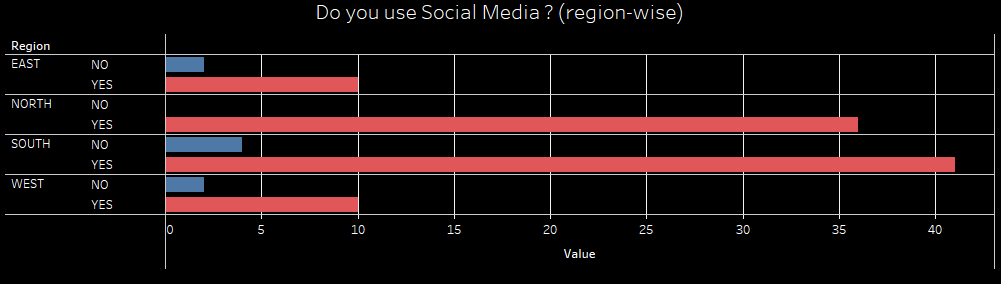 Do you use Social Media ? (region-wise)
Region
EAST NO
YES
NORTH NO
YES
SOUTH NO
YES
WEST NO
YES
0 5 10 15 20 25 30 35 40
Value